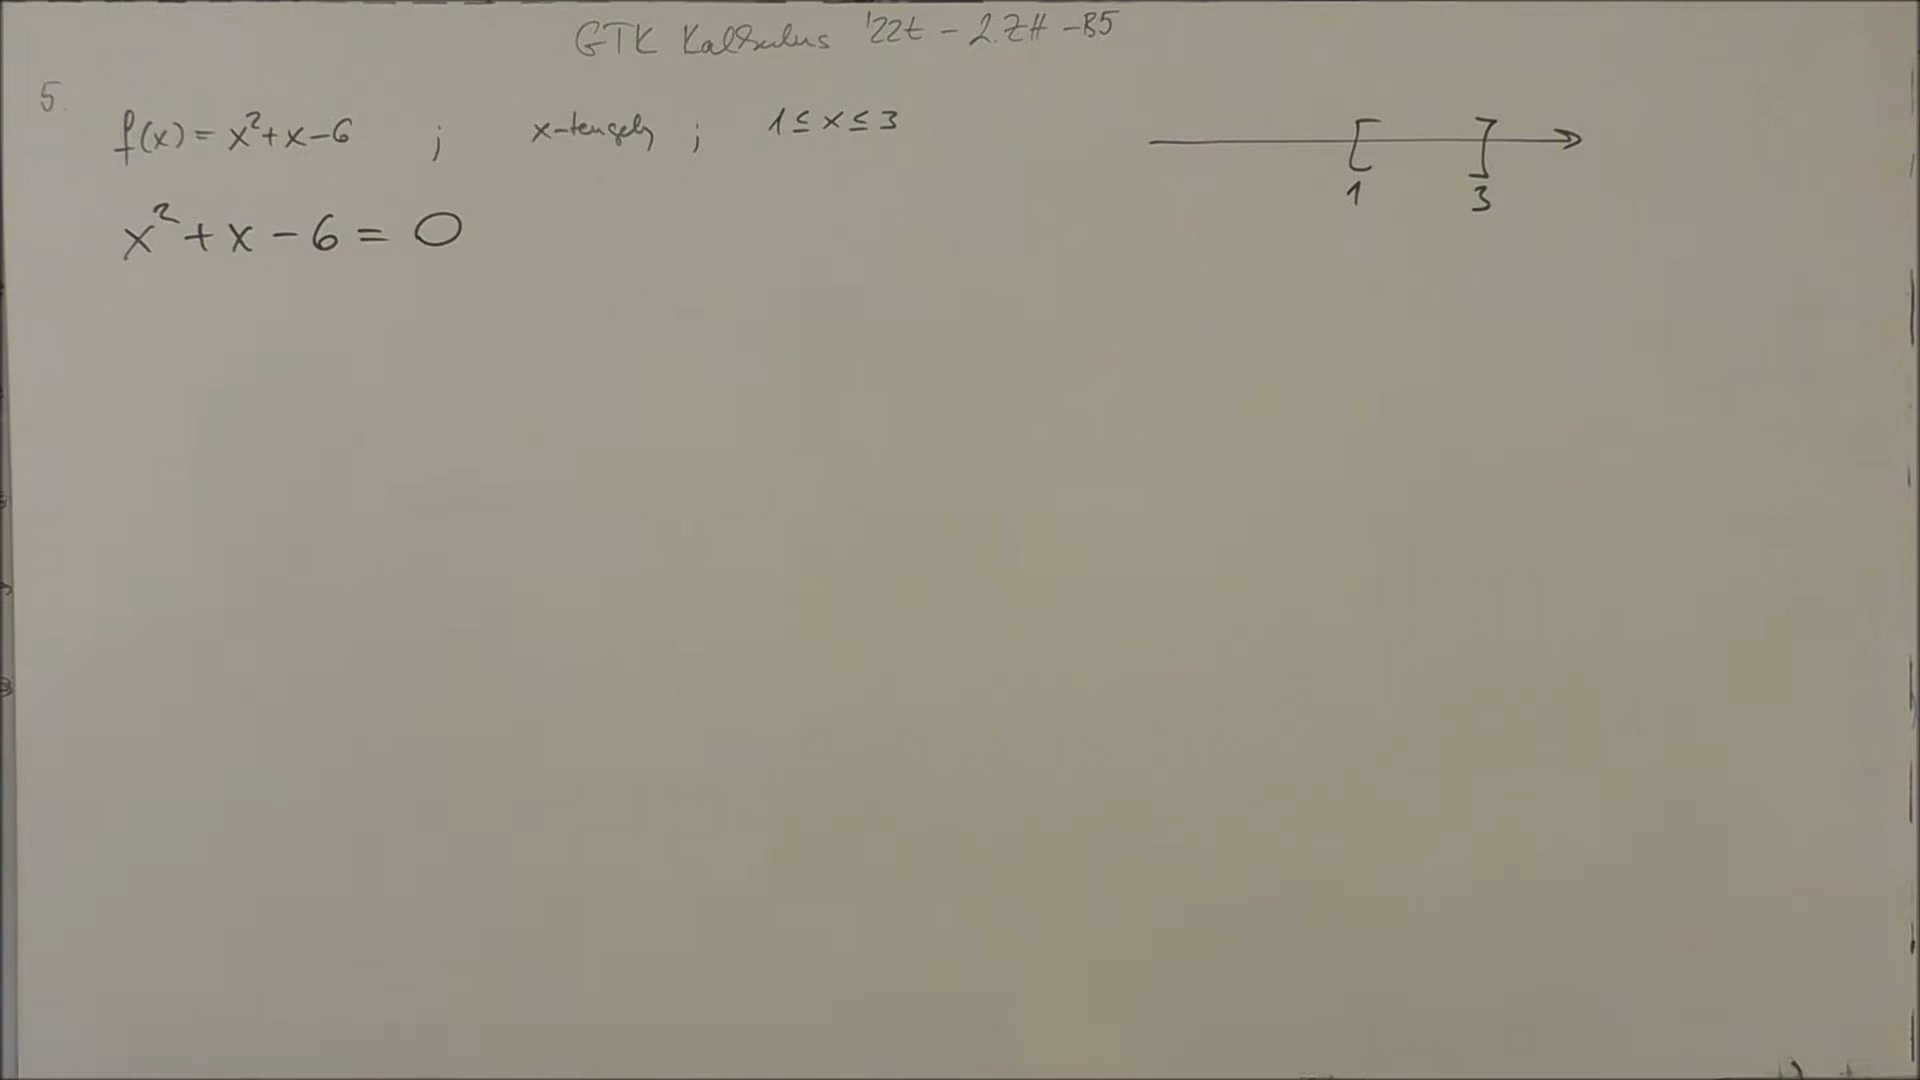 GTK Kalkulus '22t - 2.ZH - B5
5.
f(x) = x²+x-6 ; x-tengely ; 1 ≤ x ≤ 3
1 3
x² + x - 6 = 0